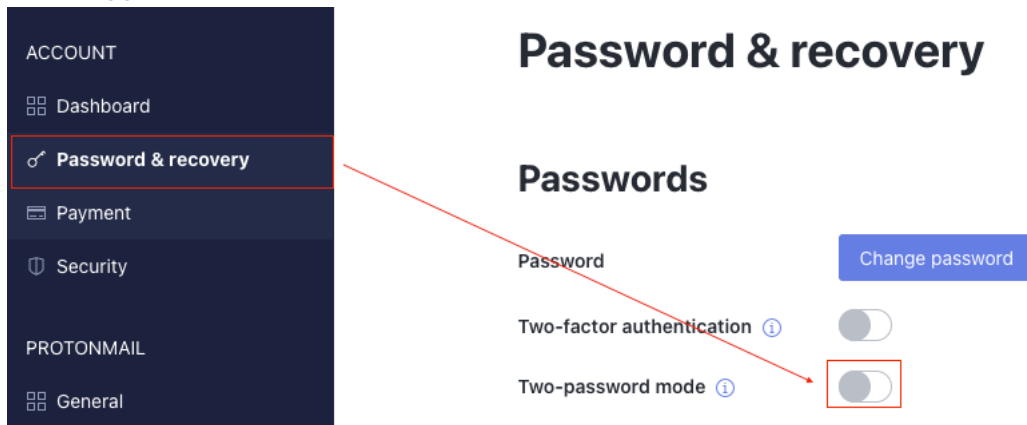 ACCOUNT
Dashboard
Password & recovery
Payment
Security
PROTONMAIL
General
Password & recovery
Passwords
Password
Change password
Two-factor authentication
Two-password mode